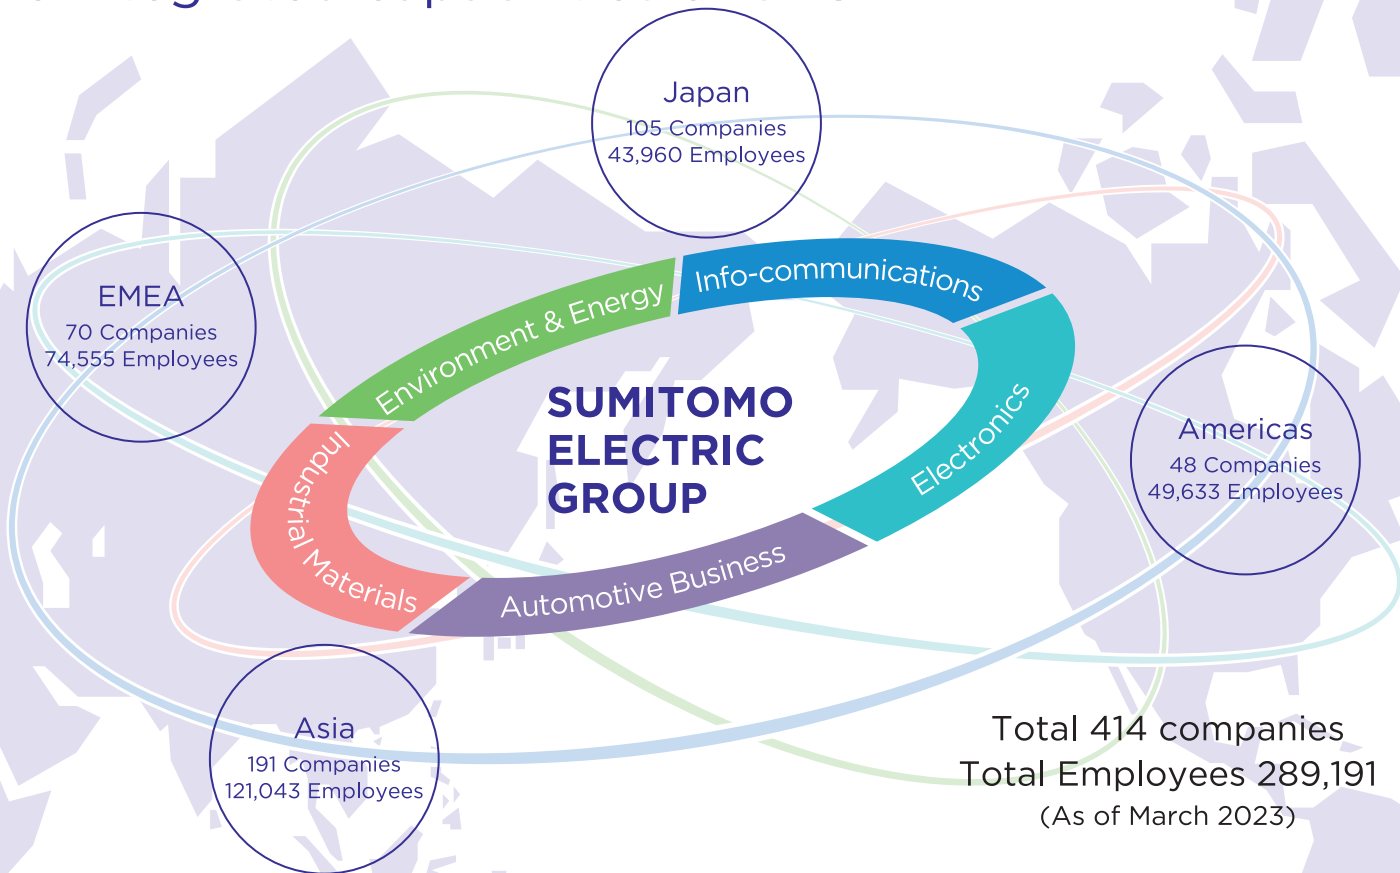 Japan
105 Companies
43,960 Employees
EMEA
70 Companies
74,555 Employees
Environment & Energy
Info-communications
Electronics
Automotive Business
Industrial Materials
SUMITOMO
ELECTRIC
GROUP
Americas
48 Companies
49,633 Employees
Asia
191 Companies
121,043 Employees
Total 414 companies
Total Employees 289,191
(As of March 2023)